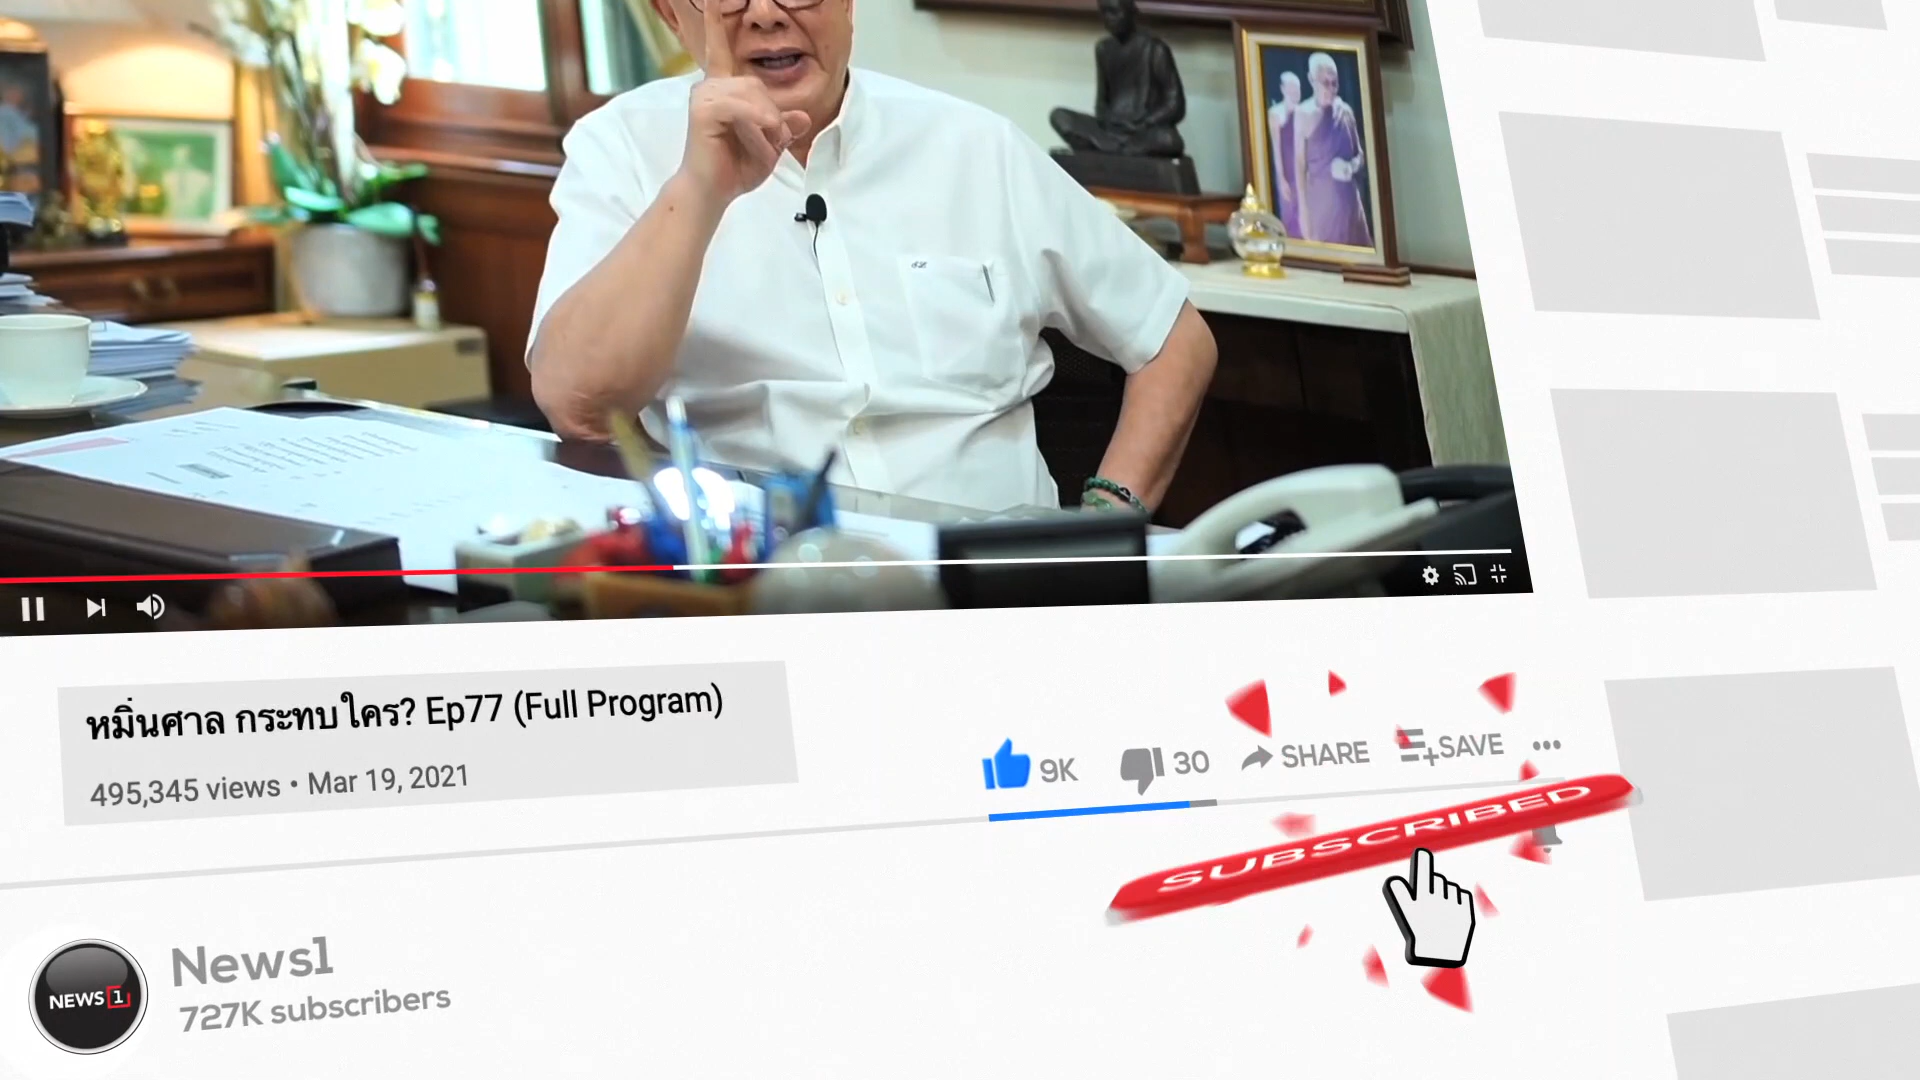 SL
หมิ่นศาล กระทบใคร? Ep77 (Full Program)
495,345 views • Mar 19, 2021
9K
30
SHARE
SAVE
SUBSCRIBED
NEWS 1
News1
727K subscribers